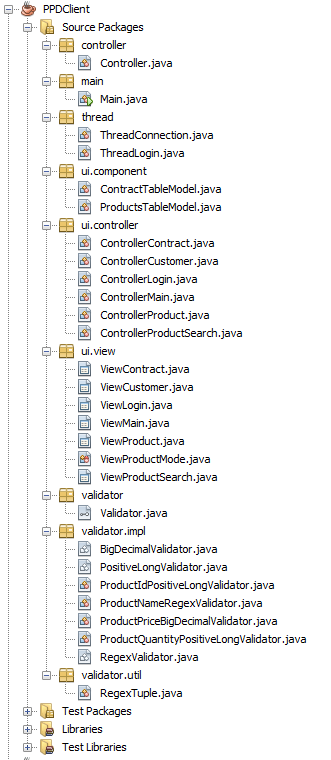 PPDClient
Source Packages
controller
Controller.java
main
Main.java
thread
ThreadConnection.java
ThreadLogin.java
ui.component
ContractTableModel.java
ProductsTableModel.java
ui.controller
ControllerContract.java
ControllerCustomer.java
ControllerLogin.java
ControllerMain.java
ControllerProduct.java
ControllerProductSearch.java
ui.view
ViewContract.java
ViewCustomer.java
ViewLogin.java
ViewMain.java
ViewProduct.java
ViewProductMode.java
ViewProductSearch.java
validator
Validator.java
validator.impl
BigDecimalValidator.java
PositiveLongValidator.java
ProductIdPositiveLongValidator.java
ProductNameRegexValidator.java
ProductPriceBigDecimalValidator.java
ProductQuantityPositiveLongValidator.java
RegexValidator.java
validator.util
RegexTuple.java
Test Packages
Libraries
Test Libraries